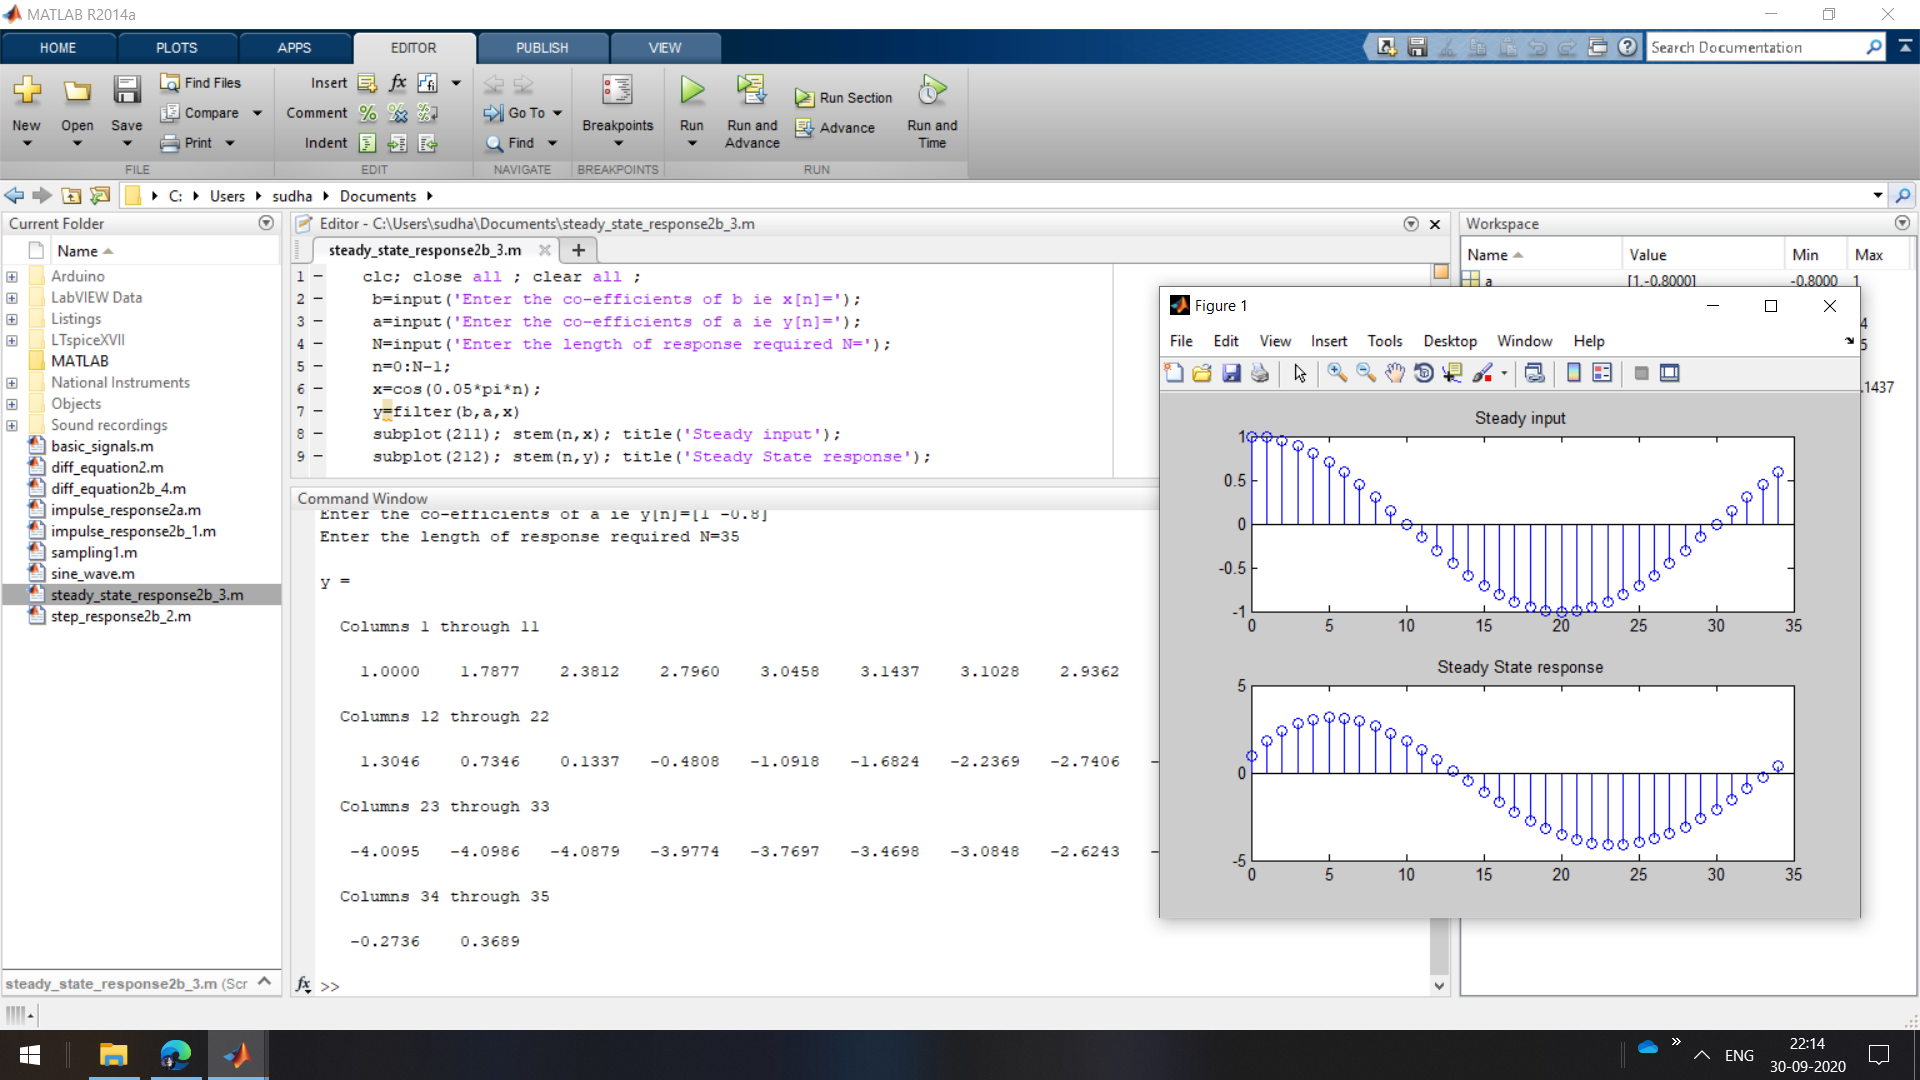 MATLAB R2014a
HOME PLOTS APPS EDITOR PUBLISH VIEW
Search Documentation
New Open Save
Find Files
Compare
Print
FILE
Insert
Comment
Indent
EDIT
Go To
Find
NAVIGATE
Breakpoints
BREAKPOINTS
Run
Run and Advance
Run Section
Advance
Run and Time
RUN
C: Users sudha Documents
Current Folder
Name
Arduino
LabVIEW Data
Listings
LTspiceXVII
MATLAB
National Instruments
Objects
Sound recordings
basic_signals.m
diff_equation2.m
diff_equation2b_4.m
impulse_response2a.m
impulse_response2b_1.m
sampling1.m
sine_wave.m
steady_state_response2b_3.m
step_response2b_2.m
steady_state_response2b_3.m (Scr
Editor - C:\Users\sudha\Documents\steady_state_response2b_3.m
steady_state_response2b_3.m
1 - clc; close all ; clear all ;
2 - b=input('Enter the co-efficients of b ie x[n]=');
3 - a=input('Enter the co-efficients of a ie y[n]=');
4 - N=input('Enter the length of response required N=');
5 - n=0:N-1;
6 - x=cos(0.05*pi*n);
7 - y=filter(b,a,x)
8 - subplot(211); stem(n,x); title('Steady input');
9 - subplot(212); stem(n,y); title('Steady State response');
Command Window
Enter the co-efficients of a ie y[n]=[1 -0.8]
Enter the length of response required N=35
y =
Columns 1 through 11
1.0000 1.7877 2.3812 2.7960 3.0458 3.1437 3.1028 2.9362
Columns 12 through 22
1.3046 0.7346 0.1337 -0.4808 -1.0918 -1.6824 -2.2369 -2.7406 -
Columns 23 through 33
-4.0095 -4.0986 -4.0879 -3.9774 -3.7697 -3.4698 -3.0848 -2.6243 -
Columns 34 through 35
-0.2736 0.3689
fx >>
Workspace
Name Value Min Max
a [1,-0.8000] -0.8000 1
4
5
.1437
Figure 1
File Edit View Insert Tools Desktop Window Help
Steady input
1
0.5
0
-0.5
-1
0 5 10 15 20 25 30 35
Steady State response
5
0
-5
0 5 10 15 20 25 30 35
ENG
22:14
30-09-2020